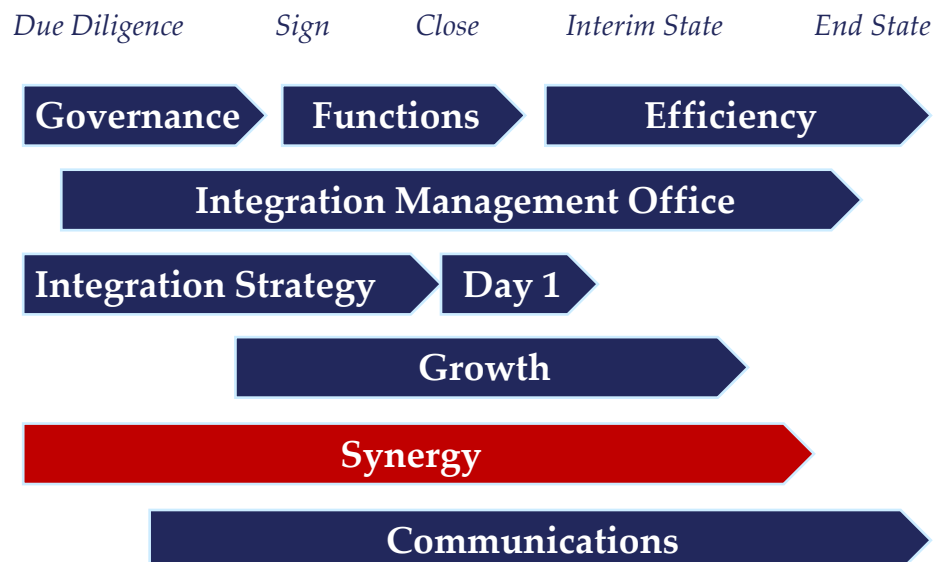 Due Diligence Sign Close Interim State End State
Governance Functions Efficiency
Integration Management Office
Integration Strategy Day 1
Growth
Synergy
Communications